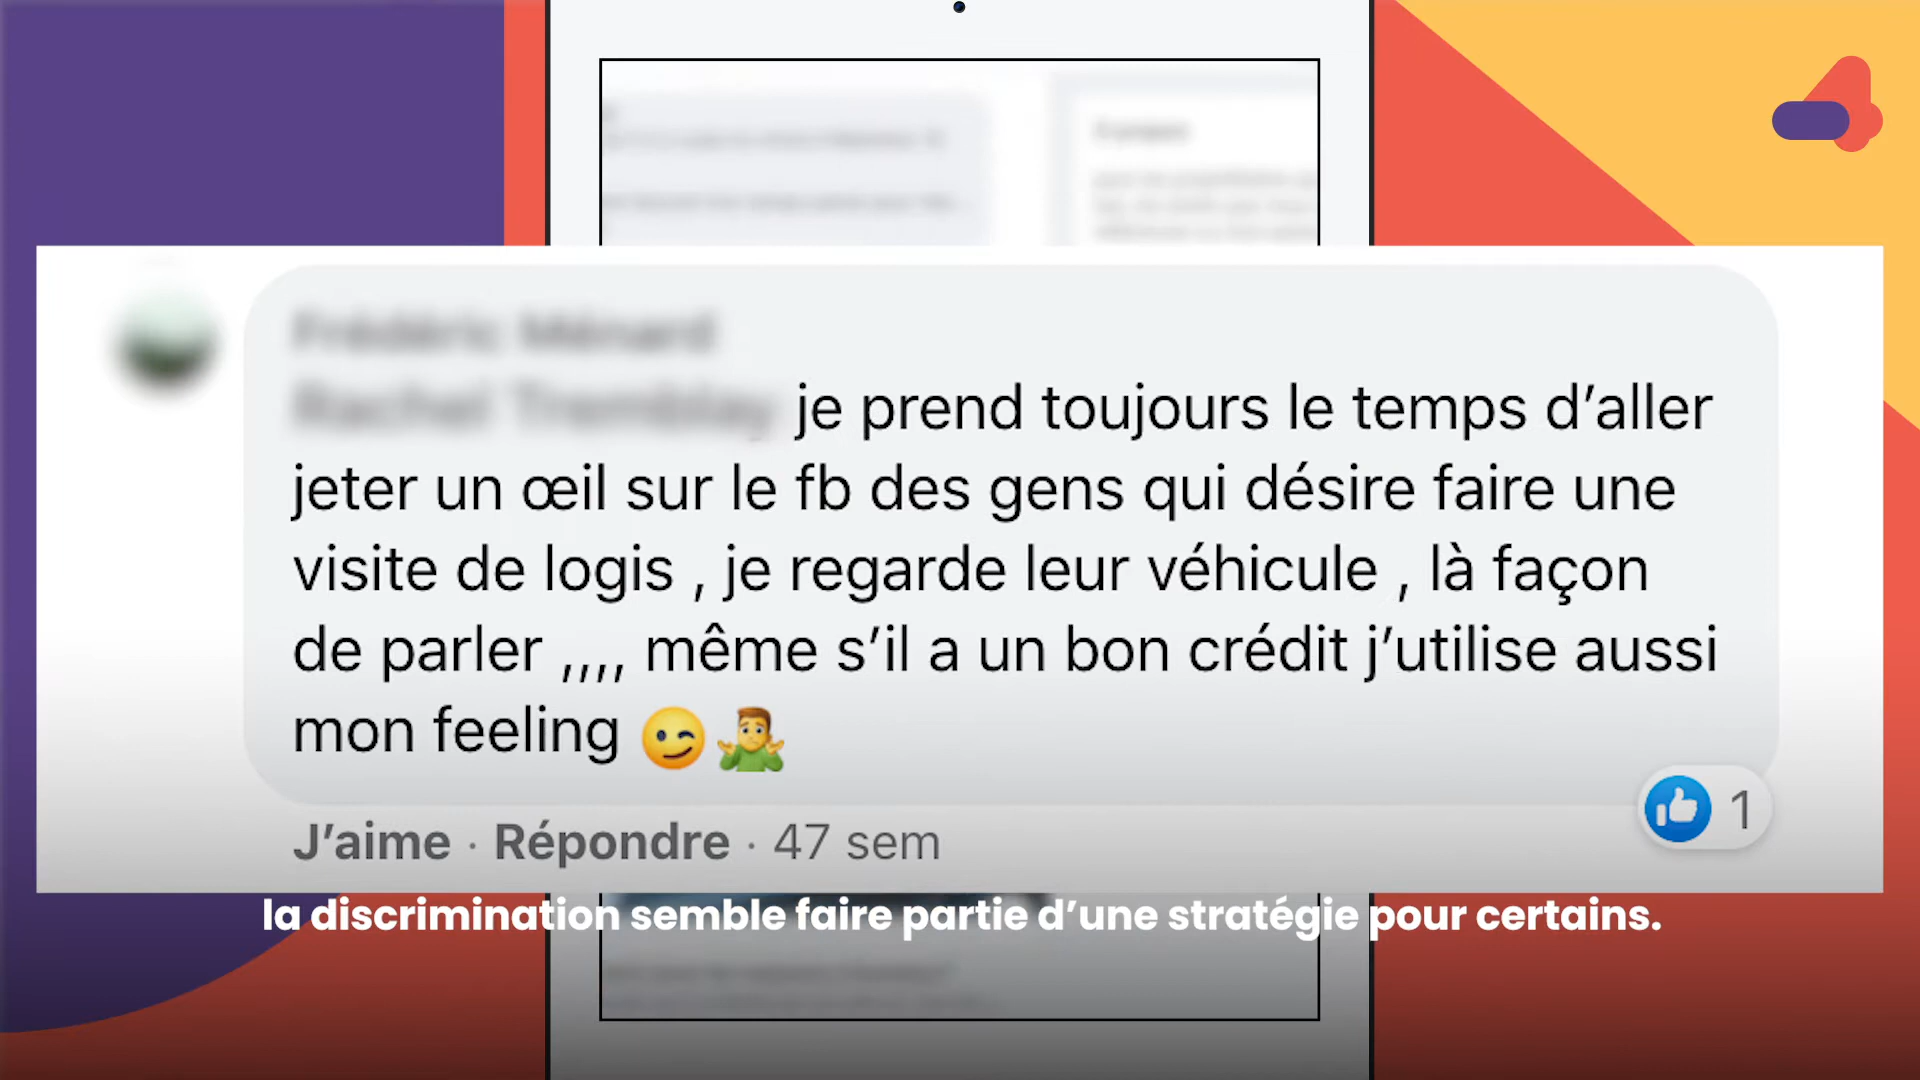 je prend toujours le temps d’aller
jeter un œil sur le fb des gens qui désire faire une
visite de logis , je regarde leur véhicule , là façon
de parler ,,,, même s’il a un bon crédit j’utilise aussi
mon feeling 😉🤷‍♂️
1
J’aime · Répondre · 47 sem
la discrimination semble faire partie d’une stratégie pour certains.